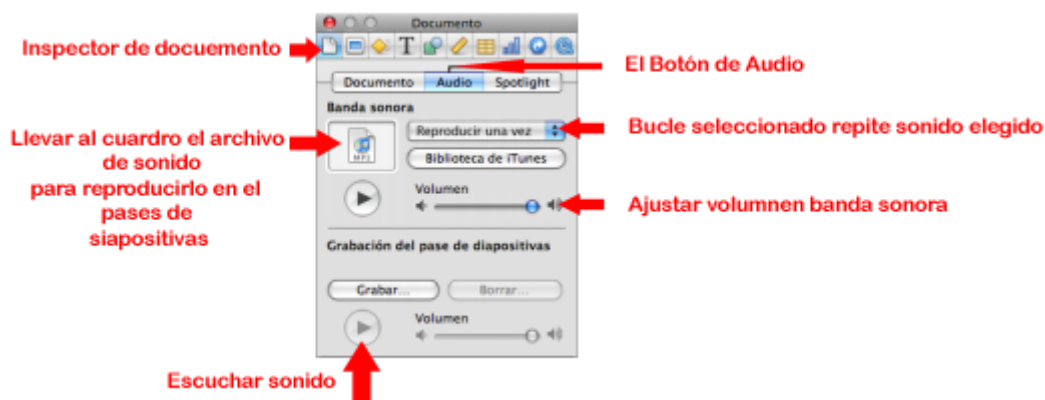 Documento
Inspector de docuemento
T
El Botón de Audio
Documento Audio Spotlight
Banda sonora
Llevar al cuardro el archivo
de sonido
para reproducirlo en el
pases de
siapositivas
MP3
Reproducir una vez
Bucle seleccionado repite sonido elegido
Biblioteca de iTunes
Volumen
Ajustar volumnen banda sonora
Grabación del pase de diapositivas
Grabar... Borrar...
Volumen
Escuchar sonido